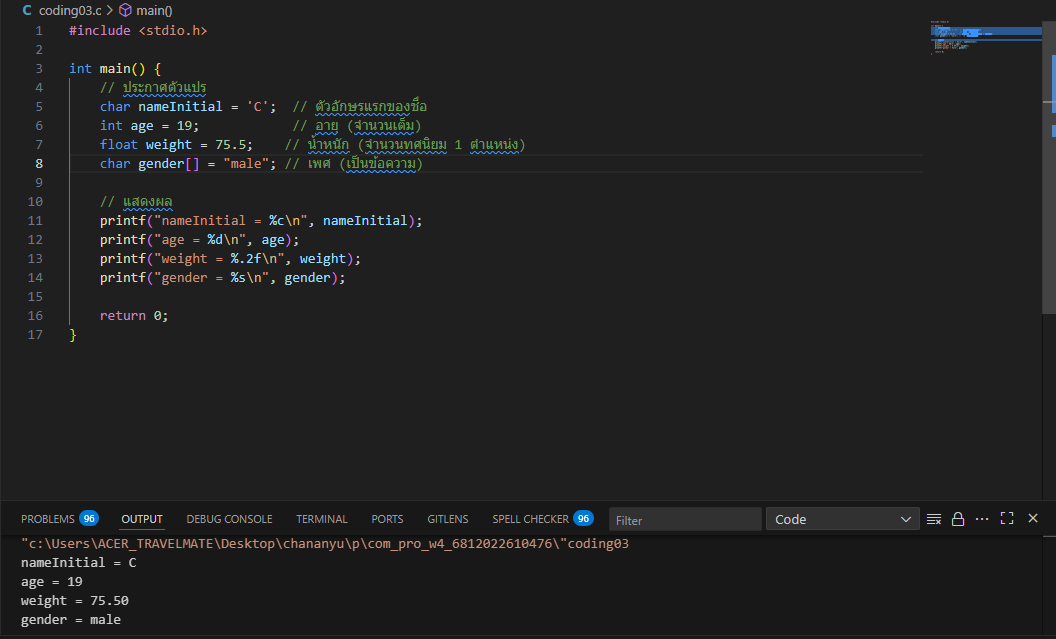 coding03.c > main()
1 #include <stdio.h>
2
3 int main() {
4 // ประกาศตัวแปร
5 char nameInitial = 'C';  // ตัวอักษรแรกของชื่อ
6 int age = 19;            // อายุ (จำนวนเต็ม)
7 float weight = 75.5;    // น้ำหนัก (จำนวนทศนิยม 1 ตำแหน่ง)
8 char gender[] = "male"; // เพศ (เป็นข้อความ)
9
10 // แสดงผล
11 printf("nameInitial = %c\n", nameInitial);
12 printf("age = %d\n", age);
13 printf("weight = %.2f\n", weight);
14 printf("gender = %s\n", gender);
15
16 return 0;
17 }
PROBLEMS 96 OUTPUT DEBUG CONSOLE TERMINAL PORTS GITLENS SPELL CHECKER 96 Filter Code
"c:\Users\ACER_TRAVELMATE\Desktop\chananyu\p\com_pro_w4_6812022610476\"coding03
nameInitial = C
age = 19
weight = 75.50
gender = male